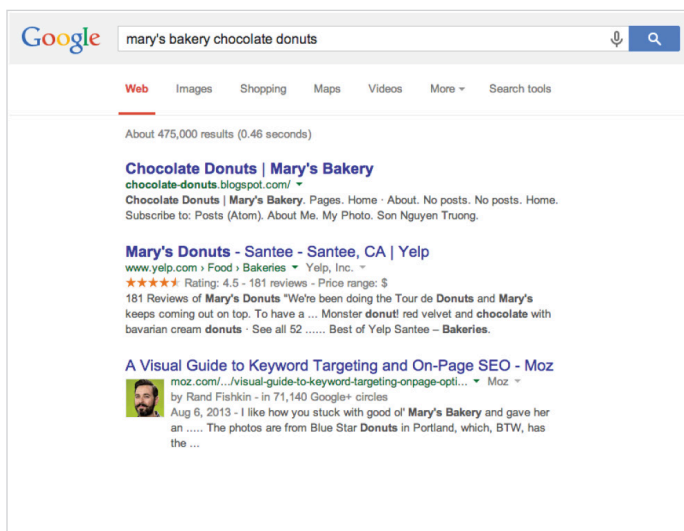 Google
mary's bakery chocolate donuts
Web Images Shopping Maps Videos More Search tools
About 475,000 results (0.46 seconds)
Chocolate Donuts | Mary's Bakery
chocolate-donuts.blogspot.com/
Chocolate Donuts | Mary's Bakery. Pages. Home · About. No posts. No posts. Home.
Subscribe to: Posts (Atom). About Me. My Photo. Son Nguyen Truong.
Mary's Donuts - Santee - Santee, CA | Yelp
www.yelp.com › Food › Bakeries Yelp, Inc.
Rating: 4.5 - 181 reviews - Price range: $
181 Reviews of Mary's Donuts "We're been doing the Tour de Donuts and Mary's
keeps coming out on top. To have a ... Monster donut! red velvet and chocolate with
bavarian cream donuts · See all 52 ...... Best of Yelp Santee – Bakeries.
A Visual Guide to Keyword Targeting and On-Page SEO - Moz
moz.com/.../visual-guide-to-keyword-targeting-onpage-opti... Moz
by Rand Fishkin - in 71,140 Google+ circles
Aug 6, 2013 - I like how you stuck with good ol' Mary's Bakery and gave her
an ..... The photos are from Blue Star Donuts in Portland, which, BTW, has
the ...